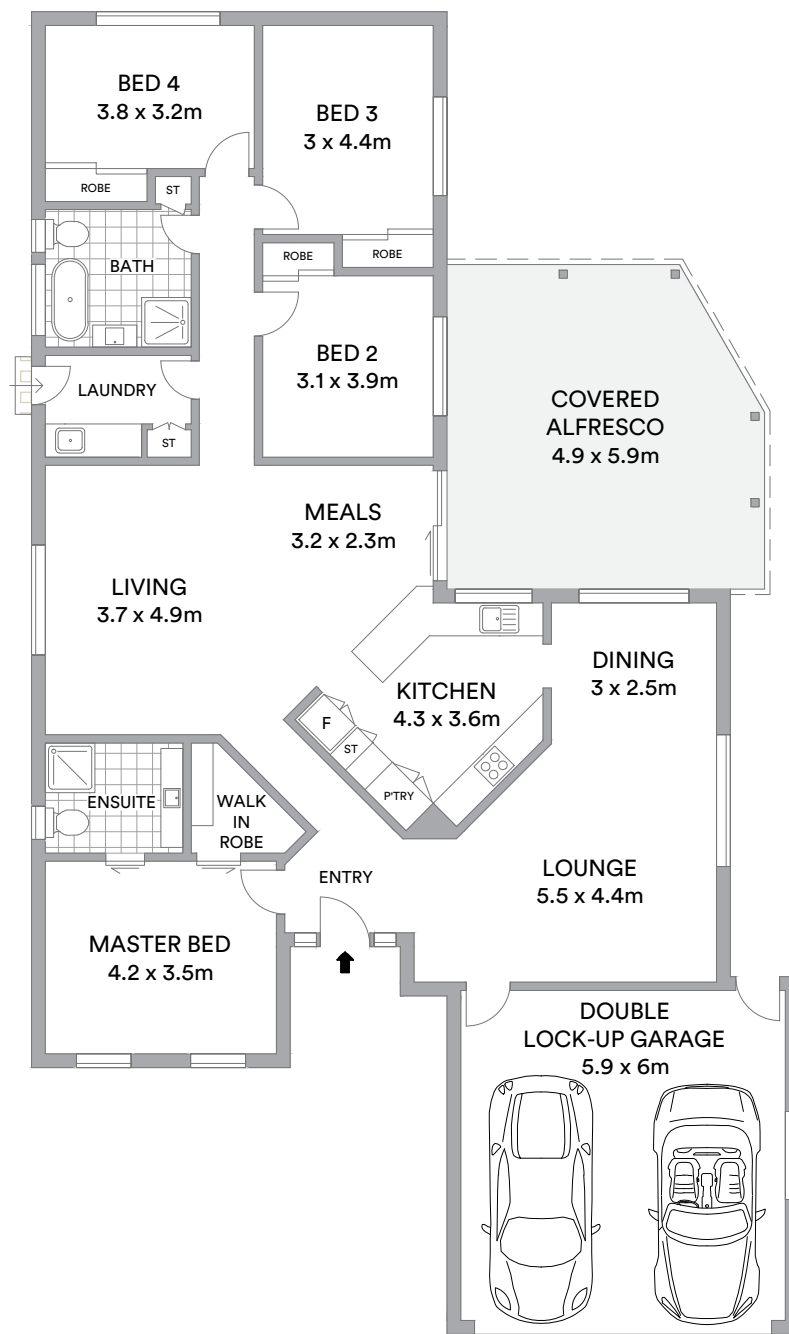 BED 4
3.8 x 3.2m
BED 3
3 x 4.4m
ROBE
ST
BATH
ROBE
ROBE
BED 2
3.1 x 3.9m
LAUNDRY
ST
COVERED
ALFRESCO
4.9 x 5.9m
MEALS
3.2 x 2.3m
LIVING
3.7 x 4.9m
KITCHEN
4.3 x 3.6m
DINING
3 x 2.5m
F
ST
P'TRY
ENSUITE
WALK
IN
ROBE
ENTRY
LOUNGE
5.5 x 4.4m
MASTER BED
4.2 x 3.5m
DOUBLE
LOCK-UP GARAGE
5.9 x 6m